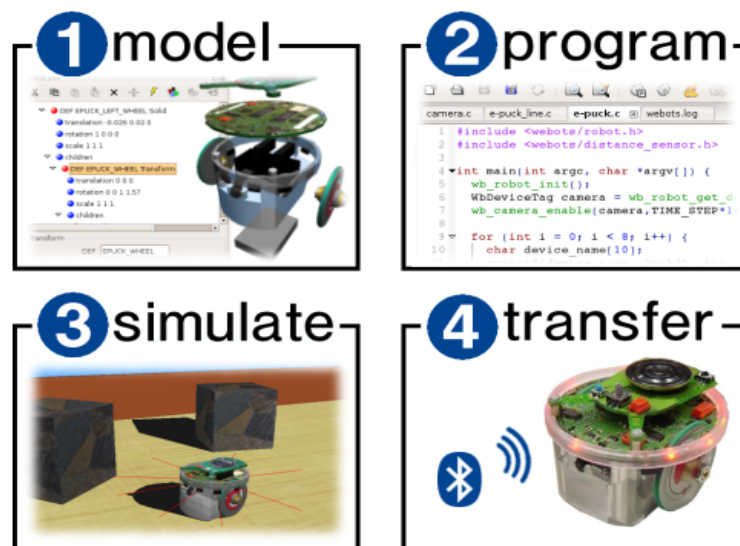 1 model
DEF EPUCK_LEFT_WHEEL Solid
translation -0.026 0.02 0
rotation 1 0 0 0
scale 1 1 1
children
DEF EPUCK_WHEEL Transform
translation 0 0 0
rotation 0 0 1 1.57
scale 1 1 1
children
DEF EPUCK_WHEEL
2 program
camera.c e-puck_line.c e-puck.c webots.log
1 #include <webots/robot.h>
2 #include <webots/distance_sensor.h>
3
4 int main(int argc, char *argv[]) {
5 wb_robot_init();
6 WbDeviceTag camera = wb_robot_get_d
7 wb_camera_enable(camera,TIME_STEP*1
8
9 for (int i = 0; i < 8; i++) {
10 char device_name[10];
3 simulate
4 transfer